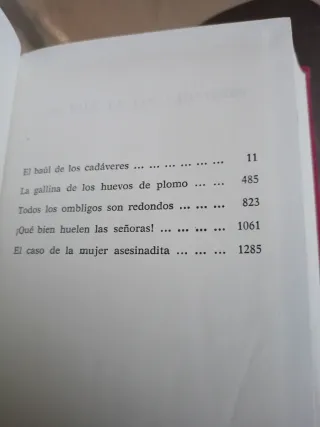 El baúl de los cadáveres ... ... ... ... ... ... 11
La gallina de los huevos de plomo ... ... 485
Todos los ombligos son redondos ... ... ... 823
¡Qué bien huelen las señoras! ... ... ... ... 1061
El caso de la mujer asesinadita ... ... ... 1285